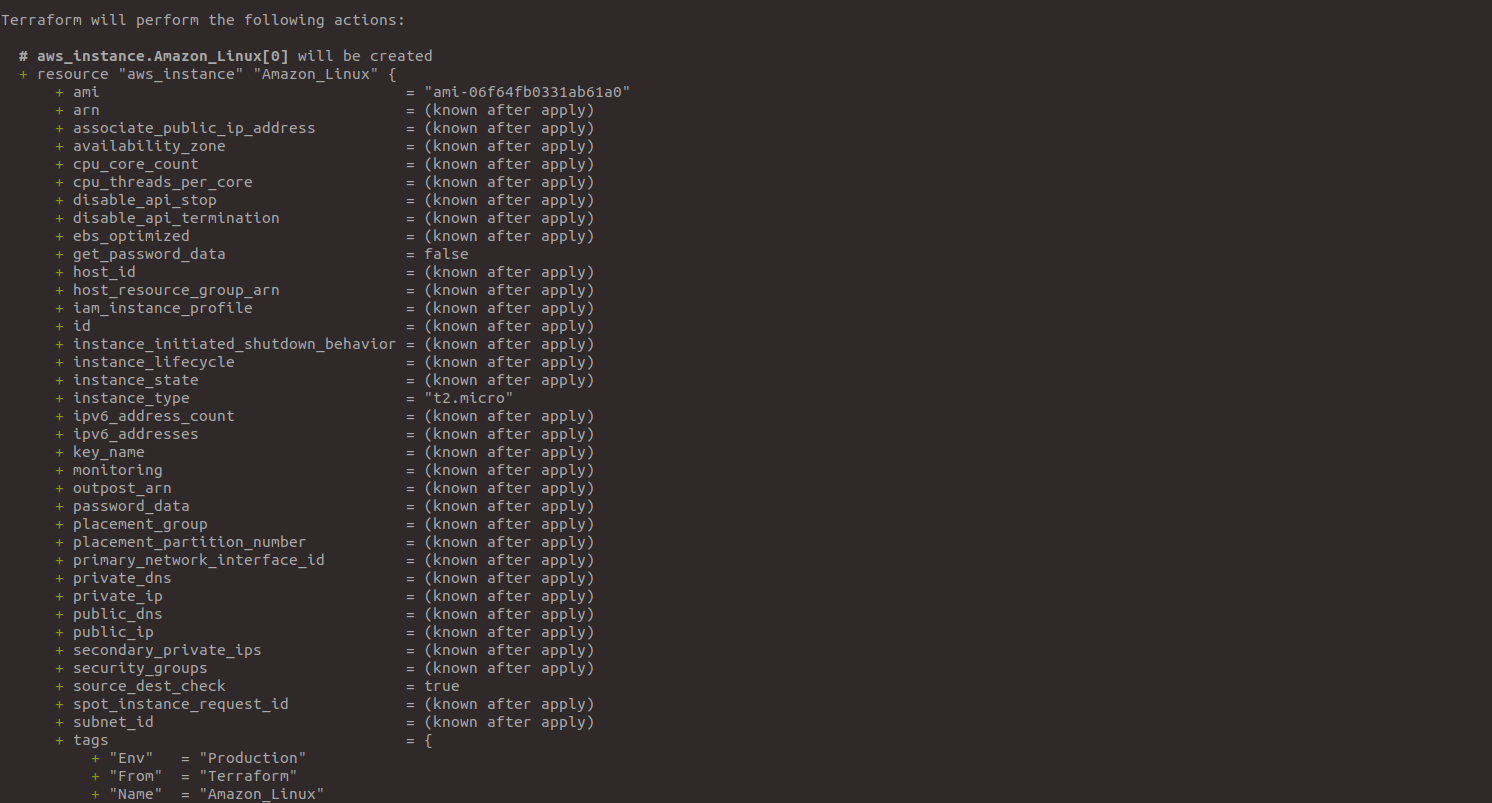 Terraform will perform the following actions:
# aws_instance.Amazon_Linux[0] will be created
+ resource "aws_instance" "Amazon_Linux" {
+ ami = "ami-06f64fb0331ab61a0"
+ arn = (known after apply)
+ associate_public_ip_address = (known after apply)
+ availability_zone = (known after apply)
+ cpu_core_count = (known after apply)
+ cpu_threads_per_core = (known after apply)
+ disable_api_stop = (known after apply)
+ disable_api_termination = (known after apply)
+ ebs_optimized = (known after apply)
+ get_password_data = false
+ host_id = (known after apply)
+ host_resource_group_arn = (known after apply)
+ iam_instance_profile = (known after apply)
+ id = (known after apply)
+ instance_initiated_shutdown_behavior = (known after apply)
+ instance_lifecycle = (known after apply)
+ instance_state = (known after apply)
+ instance_type = "t2.micro"
+ ipv6_address_count = (known after apply)
+ ipv6_addresses = (known after apply)
+ key_name = (known after apply)
+ monitoring = (known after apply)
+ outpost_arn = (known after apply)
+ password_data = (known after apply)
+ placement_group = (known after apply)
+ placement_partition_number = (known after apply)
+ primary_network_interface_id = (known after apply)
+ private_dns = (known after apply)
+ private_ip = (known after apply)
+ public_dns = (known after apply)
+ public_ip = (known after apply)
+ secondary_private_ips = (known after apply)
+ security_groups = (known after apply)
+ source_dest_check = true
+ spot_instance_request_id = (known after apply)
+ subnet_id = (known after apply)
+ tags = {
+ "Env" = "Production"
+ "From" = "Terraform"
+ "Name" = "Amazon_Linux"